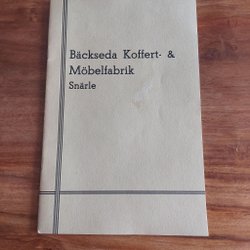 Bäckseda Koffert- &
Möbelfabrik
Snärle